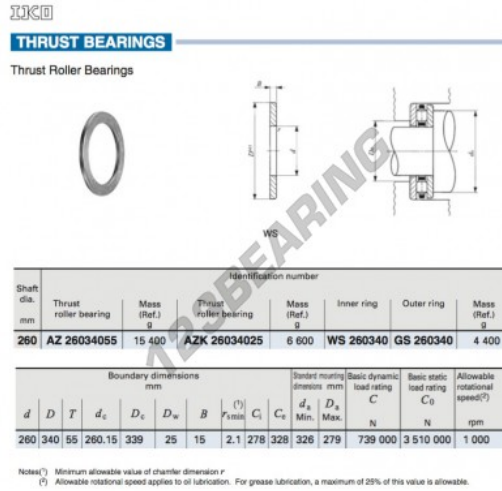 IKO
THRUST BEARINGS
Thrust Roller Bearings
B
r
d
WS
123BEARING
Identification number
Shaft dia. mm | Thrust roller bearing | Mass (Ref.) g | Thrust roller bearing | Mass (Ref.) g | Inner ring | Outer ring | Mass (Ref.) g
260 AZ 26034055 15 400 AZK 26034025 6 600 WS 260340 GS 260340 4 400
Boundary dimensions mm | Standard mounting dimensions mm | Basic dynamic load rating C N | Basic static load rating C0 N | Allowable rotational speed(2) rpm
d D T dc Dc Dw B rs min (1) Ci Ce da Min. Da Max.
260 340 55 260.15 339 25 15 2.1 278 328 326 279 739 000 3 510 000 1 000
Notes(1) Minimum allowable value of chamfer dimension r
(2) Allowable rotational speed applies to oil lubrication. For grease lubrication, a maximum of 25% of this value is allowable.